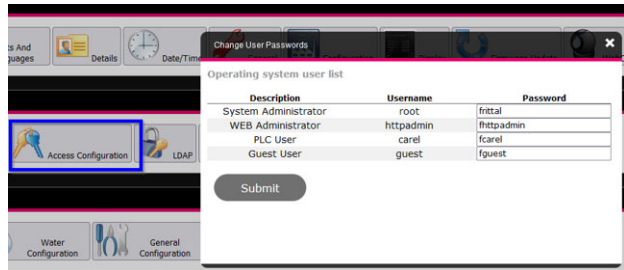 ts And
guages
Details
Date/Time
Change User Passwords
Operating system user list
Description Username Password
System Administrator root frittal
WEB Administrator httpadmin fhttpadmin
PLC User carel fcarel
Guest User guest fguest
Submit
Access Configuration
LDAP
Water
Configuration
General
Configuration